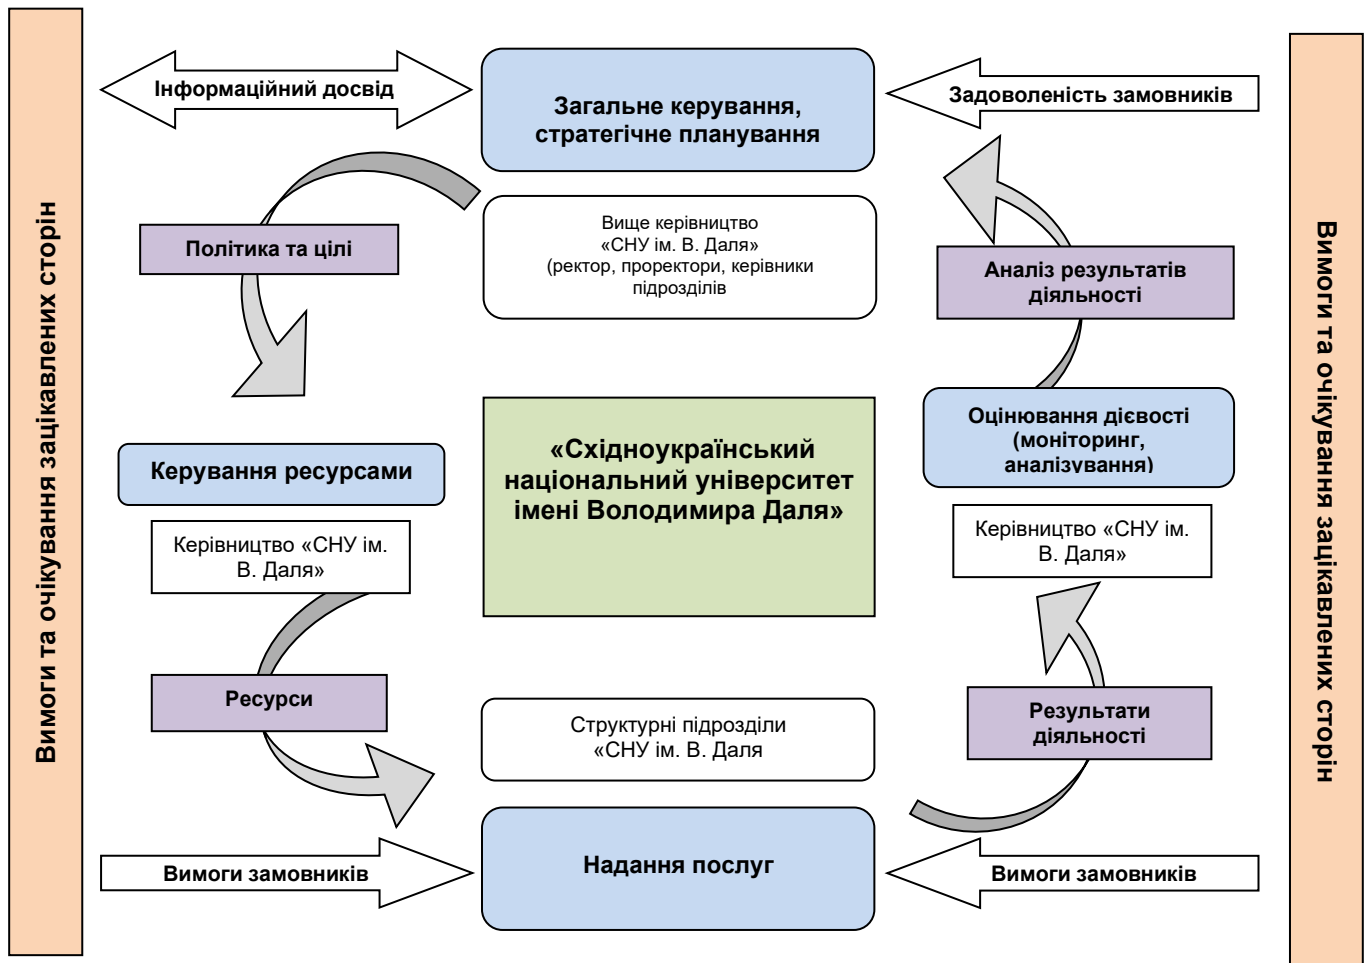 Вимоги та очікування зацікавлених сторін
Інформаційний досвід
Загальне керування,
стратегічне планування
Задоволеність замовників
Вище керівництво
«СНУ ім. В. Даля»
(ректор, проректори, керівники
підрозділів
Політика та цілі
Аналіз результатів
діяльності
Керування ресурсами
«Східноукраїнський
національний університет
імені Володимира Даля»
Оцінювання дієвості
(моніторинг,
аналізування)
Керівництво «СНУ ім.
В. Даля»
Керівництво «СНУ ім.
В. Даля»
Ресурси
Структурні підрозділи
«СНУ ім. В. Даля
Результати
діяльності
Вимоги замовників
Надання послуг
Вимоги замовників
Вимоги та очікування зацікавлених сторін